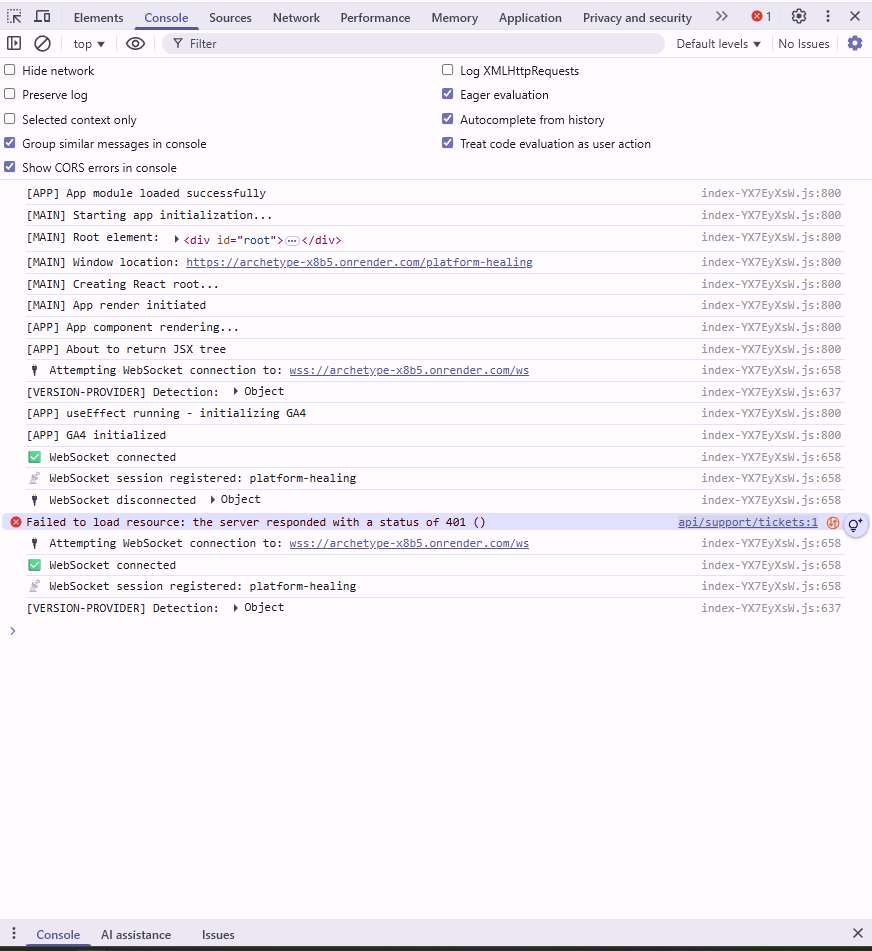 Elements Console Sources Network Performance Memory Application Privacy and security 1
top Filter Default levels No Issues
Hide network Log XMLHttpRequests
Preserve log Eager evaluation
Selected context only Autocomplete from history
Group similar messages in console Treat code evaluation as user action
Show CORS errors in console
[APP] App module loaded successfully index-YX7EyXsW.js:800
[MAIN] Starting app initialization... index-YX7EyXsW.js:800
[MAIN] Root element: <div id="root">…</div> index-YX7EyXsW.js:800
[MAIN] Window location: https://archetype-x8b5.onrender.com/platform-healing index-YX7EyXsW.js:800
[MAIN] Creating React root... index-YX7EyXsW.js:800
[MAIN] App render initiated index-YX7EyXsW.js:800
[APP] App component rendering... index-YX7EyXsW.js:800
[APP] About to return JSX tree index-YX7EyXsW.js:800
Attempting WebSocket connection to: wss://archetype-x8b5.onrender.com/ws index-YX7EyXsW.js:658
[VERSION-PROVIDER] Detection: Object index-YX7EyXsW.js:637
[APP] useEffect running - initializing GA4 index-YX7EyXsW.js:800
[APP] GA4 initialized index-YX7EyXsW.js:800
✅ WebSocket connected index-YX7EyXsW.js:658
WebSocket session registered: platform-healing index-YX7EyXsW.js:658
WebSocket disconnected Object index-YX7EyXsW.js:658
Failed to load resource: the server responded with a status of 401 () api/support/tickets:1
Attempting WebSocket connection to: wss://archetype-x8b5.onrender.com/ws index-YX7EyXsW.js:658
✅ WebSocket connected index-YX7EyXsW.js:658
WebSocket session registered: platform-healing index-YX7EyXsW.js:658
[VERSION-PROVIDER] Detection: Object index-YX7EyXsW.js:637
Console AI assistance Issues